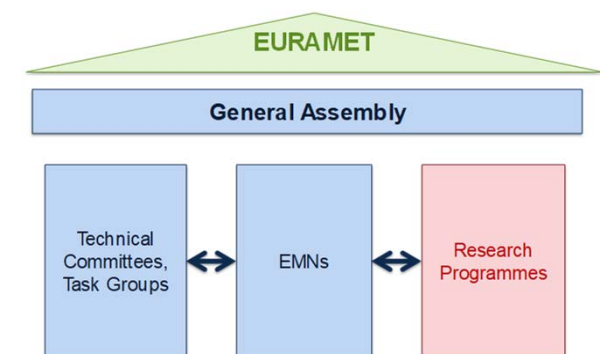 EURAMET
General Assembly
Technical
Committees,
Task Groups
EMNs
Research
Programmes